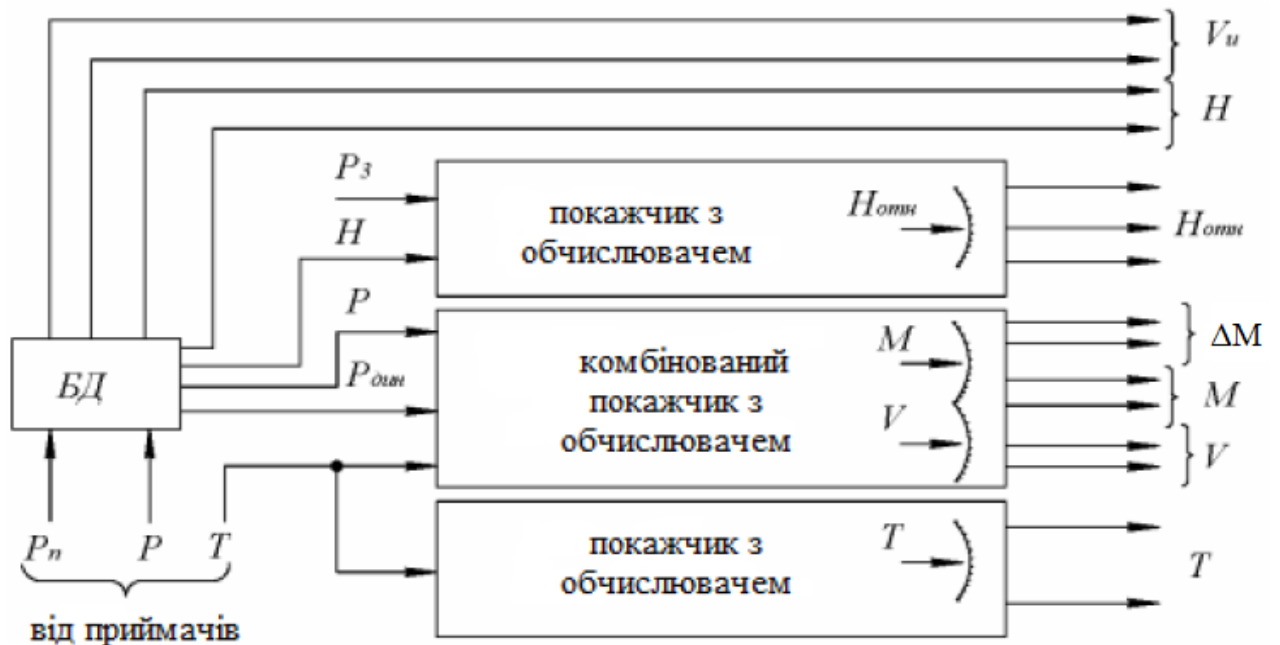 Vи
H
Pз
Hотн
покажчик з
обчислювачем
H
Hотн
P
M
ΔM
комбінований
покажчик з
обчислювачем
БД
Pдин
M
V
V
покажчик з
обчислювачем
T
T
Pп
P
T
від приймачів